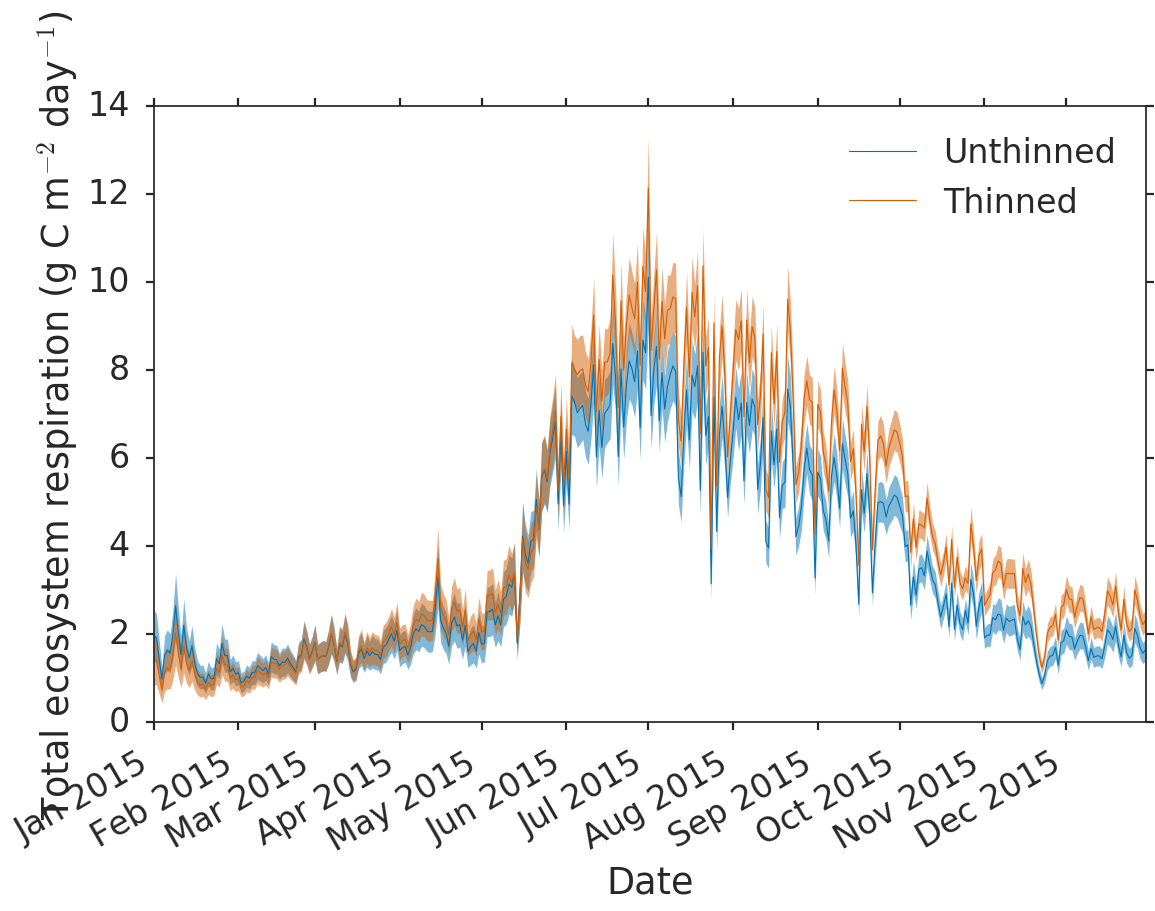 Total ecosystem respiration (g C m⁻² day⁻¹)
14
12
10
8
6
4
2
0
Unthinned
Thinned
Jan 2015
Feb 2015
Mar 2015
Apr 2015
May 2015
Jun 2015
Jul 2015
Aug 2015
Sep 2015
Oct 2015
Nov 2015
Dec 2015
Date